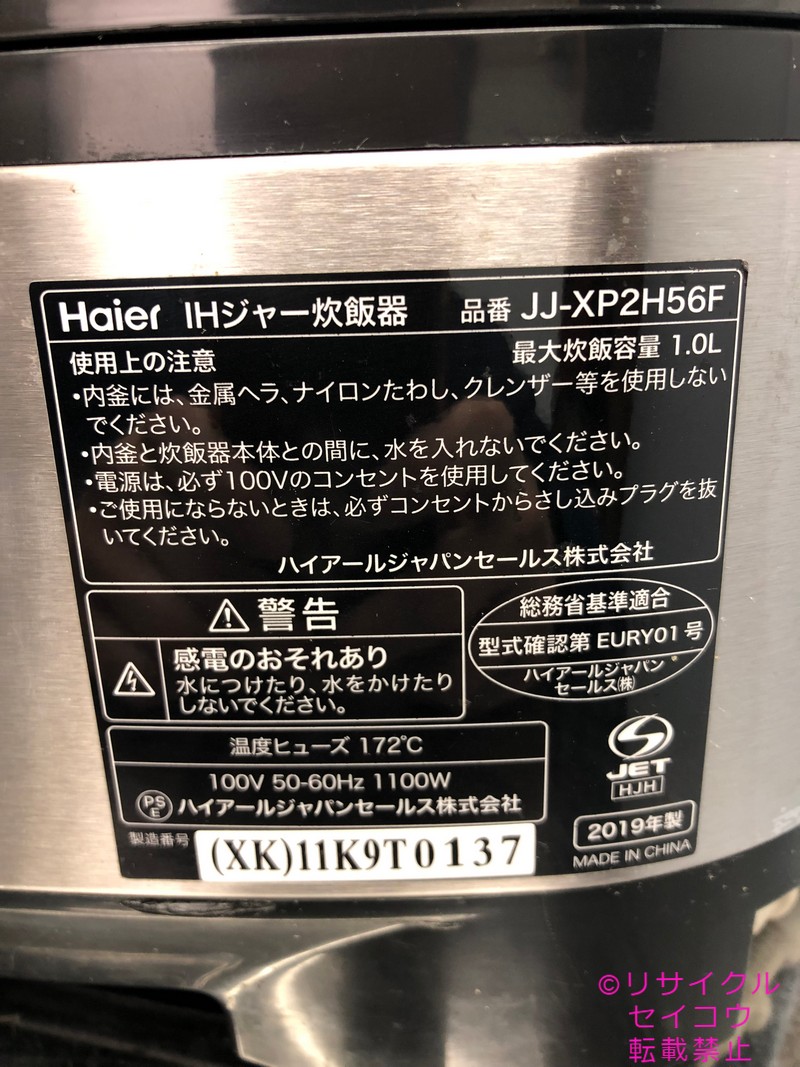 Haier IHジャー炊飯器 品番 JJ-XP2H56F
使用上の注意 最大炊飯容量 1.0L
•内釜には、金属ヘラ、ナイロンたわし、クレンザー等を使用しない
でください。
•内釜と炊飯器本体との間に、水を入れないでください。
•電源は、必ず100Vのコンセントを使用してください。
•ご使用にならないときは、必ずコンセントからさし込みプラグを抜
いてください。
ハイアールジャパンセールス株式会社
警告
感電のおそれあり
水につけたり、水をかけたり
しないでください。
総務省基準適合
型式確認第 EURY01号
ハイアールジャパン
セールス㈱
温度ヒューズ 172℃
100V 50-60Hz 1100W
PSE ハイアールジャパンセールス株式会社
JET
HJH
2019年製
MADE IN CHINA
製造番号 (XK)11K9T0137
©リサイクル
セイコウ
転載禁止